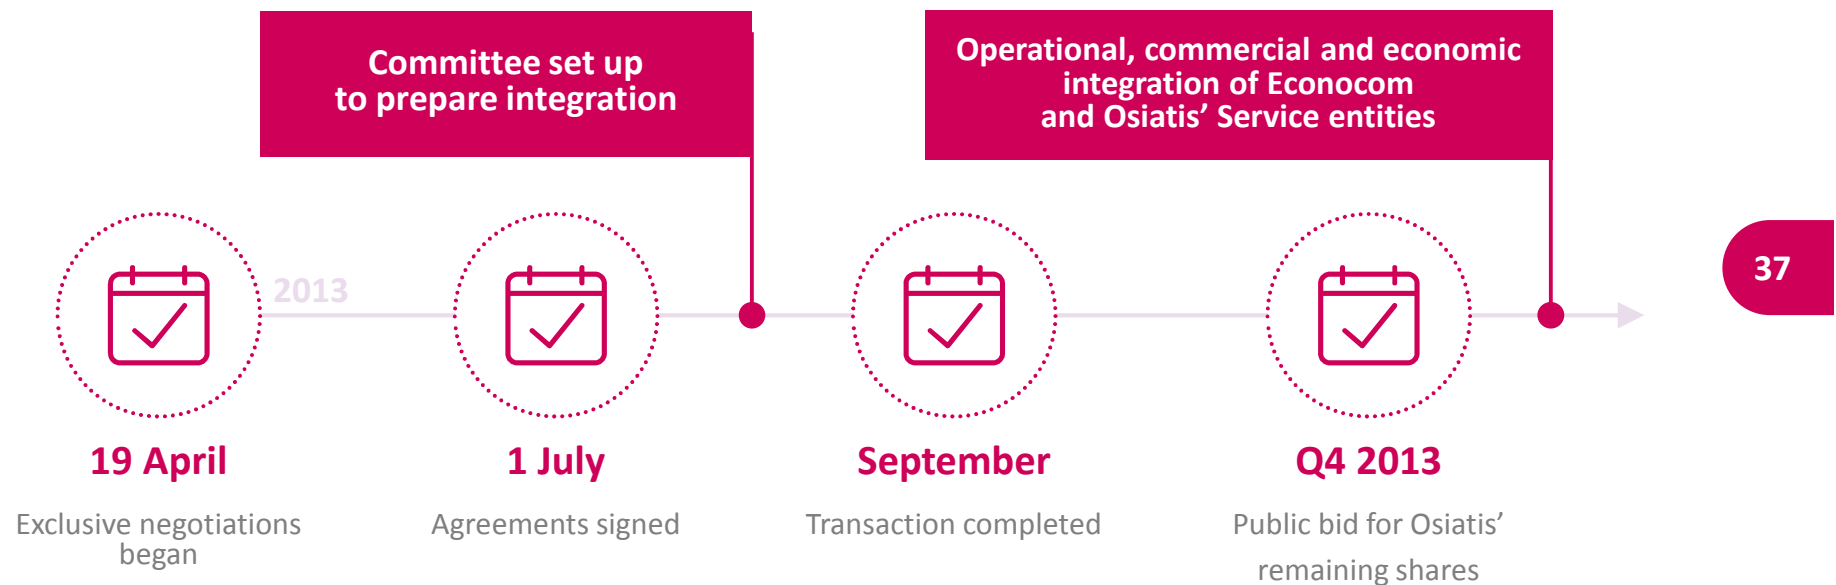 Committee set up
to prepare integration
Operational, commercial and economic
integration of Econocom
and Osiatis’ Service entities
2013
37
19 April
Exclusive negotiations
began
1 July
Agreements signed
September
Transaction completed
Q4 2013
Public bid for Osiatis’
remaining shares